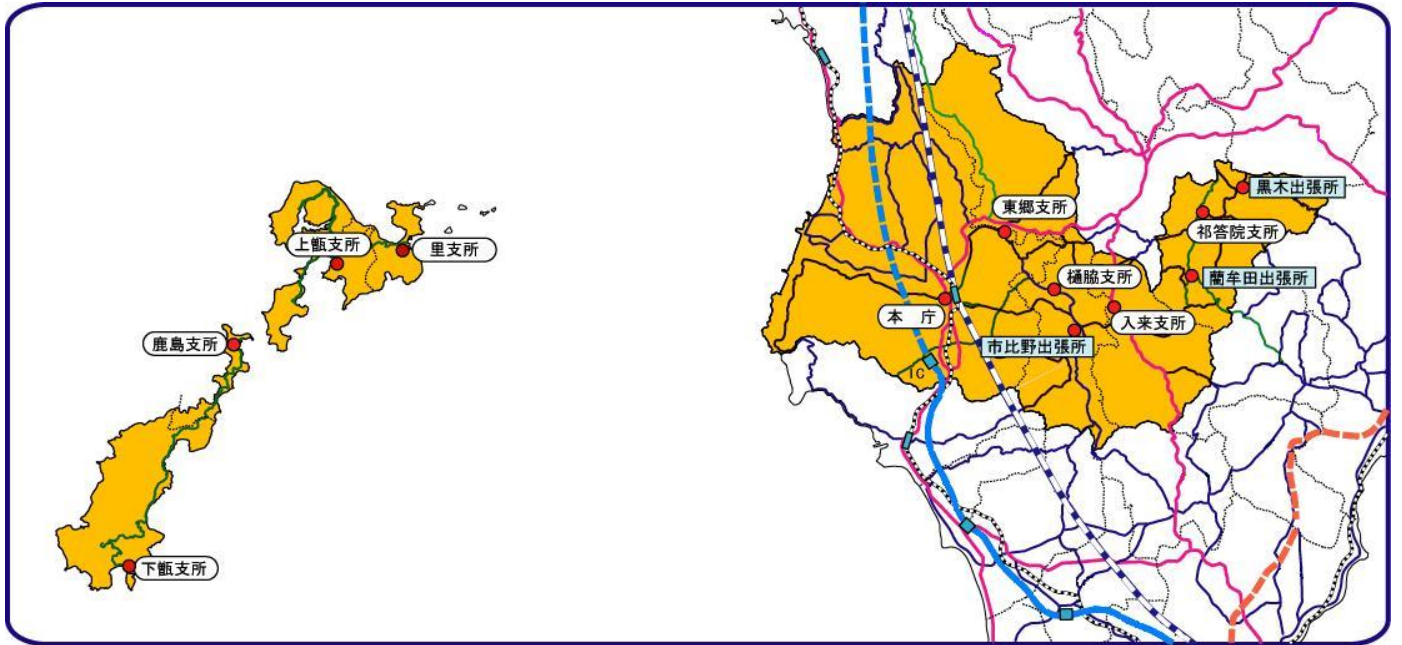 上甑支所
里支所
鹿島支所
下甑支所
黒木出張所
東郷支所
祁答院支所
藺牟田出張所
樋脇支所
本 庁
入来支所
市比野出張所
IC